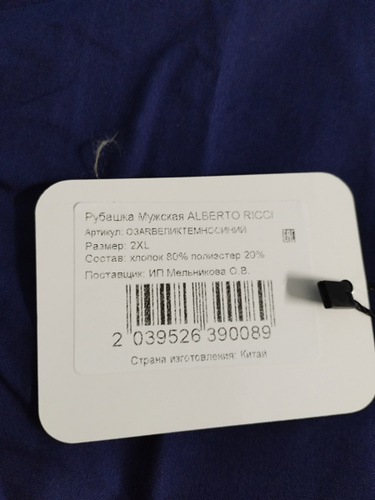 Рубашка Мужская ALBERTO RICCI
Артикул: ОЗАRВЕЛИКТЕМНОСИНИЙ
Размер: 2XL
Состав: хлопок 80% полиэстер 20%
Поставщик: ИП Мельникова О.В.
2 039526 390089
Страна изготовления: Китай